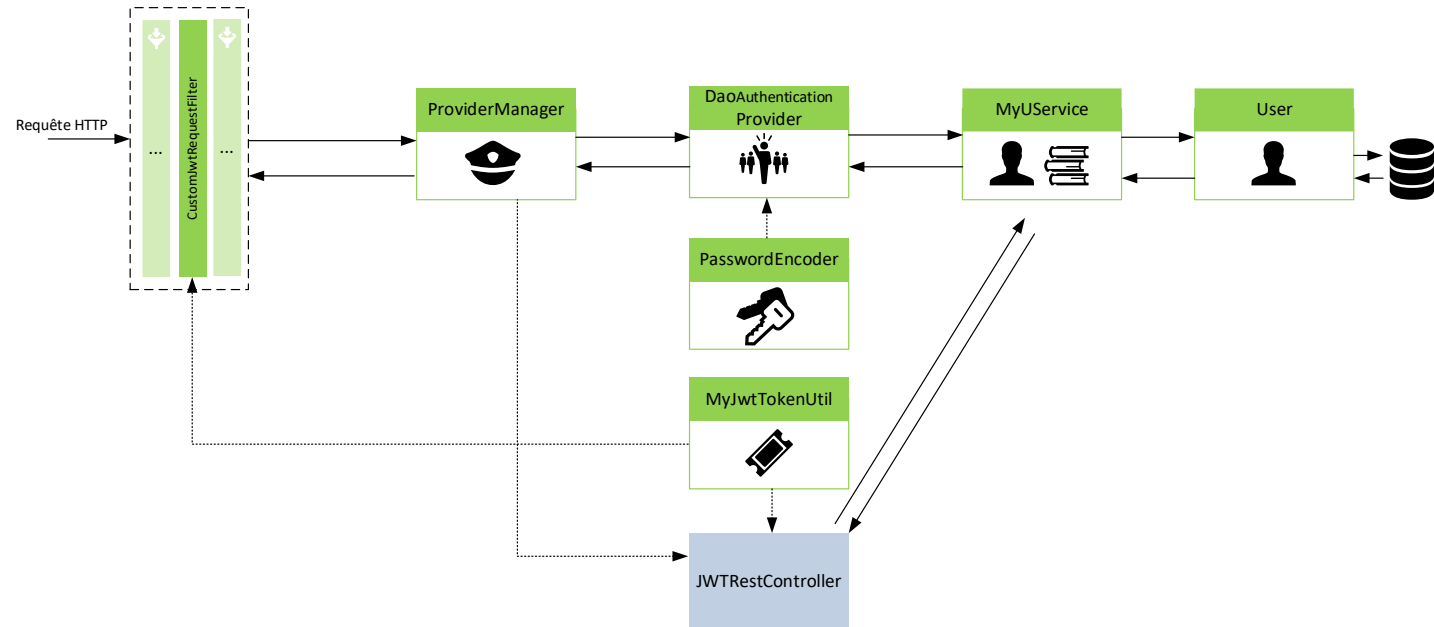 Requête HTTP
...
CustomJwtRequestFilter
...
ProviderManager
DaoAuthentication
Provider
MyUService
User
PasswordEncoder
MyJwtTokenUtil
JWTRestController